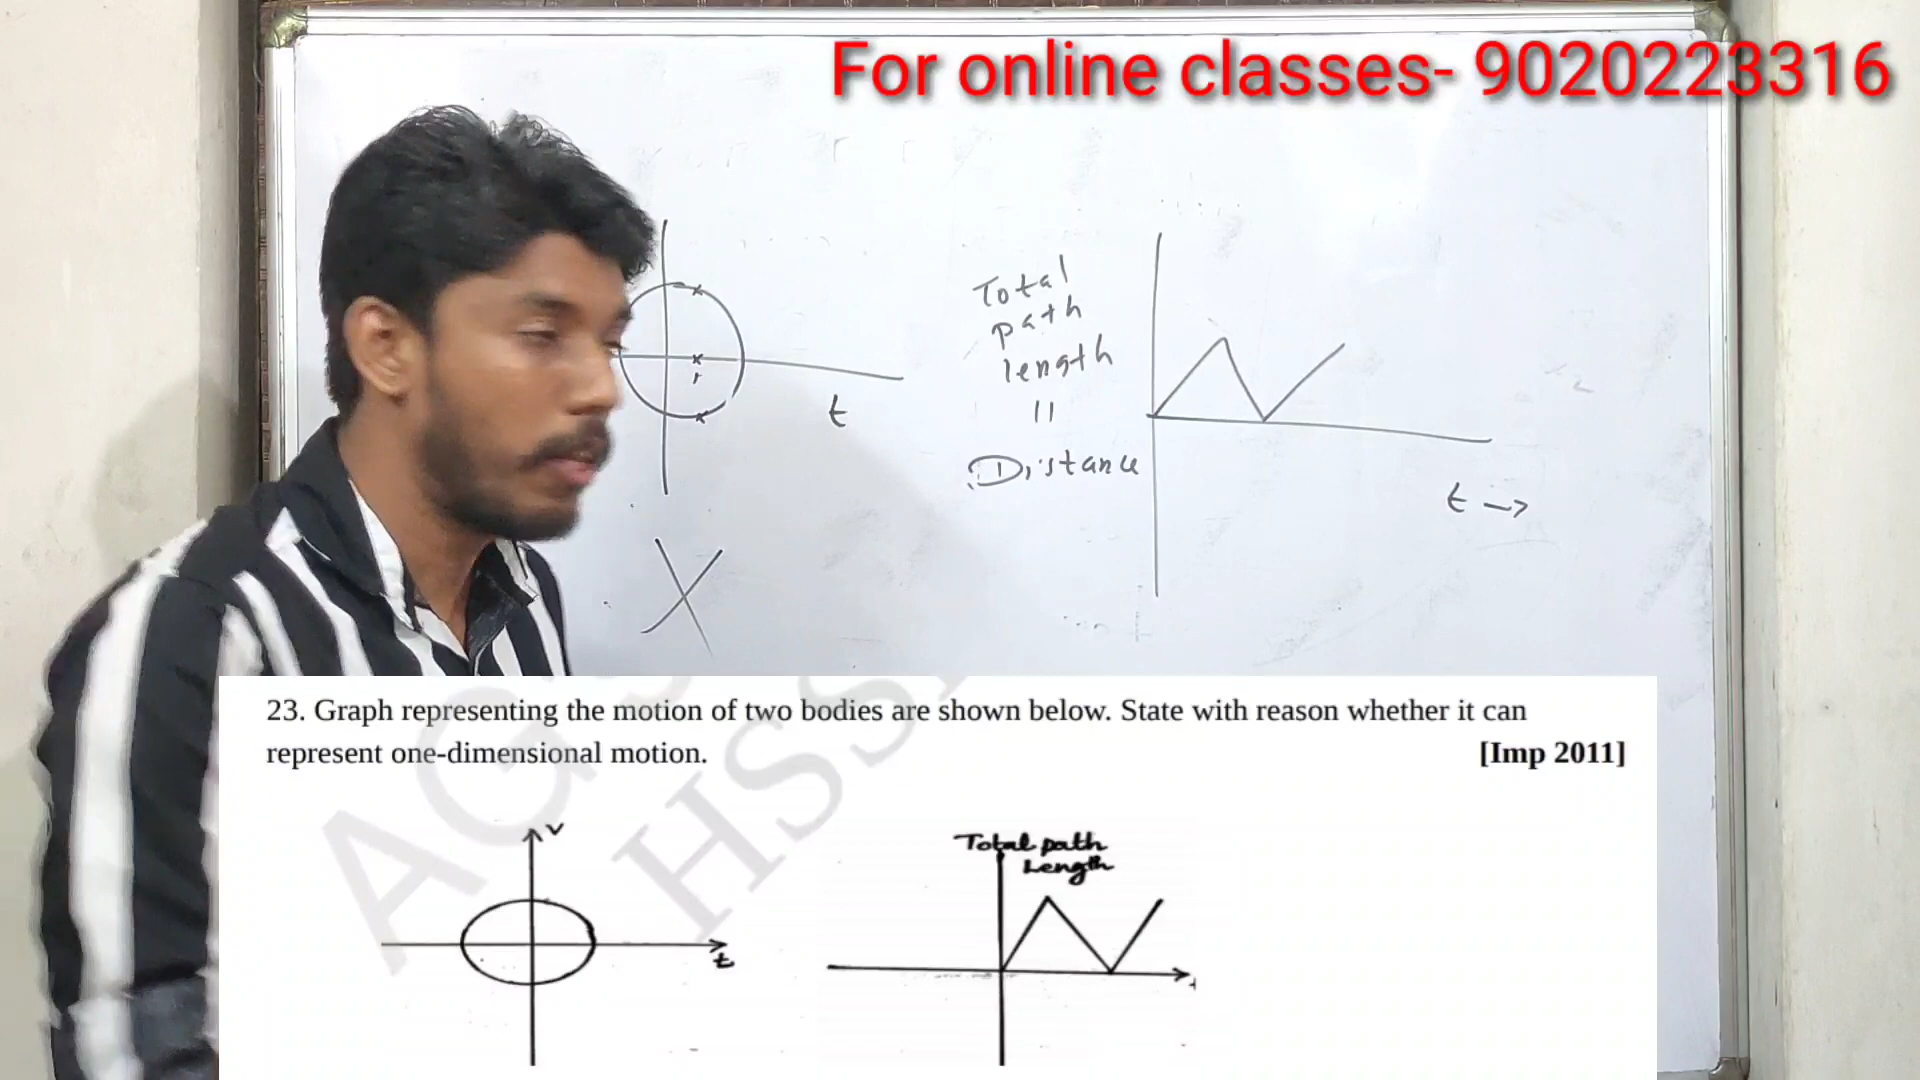 For online classes- 9020223316
Total
path
length
"
Distance
t
t →
X
23. Graph representing the motion of two bodies are shown below. State with reason whether it can
represent one-dimensional motion. [Imp 2011]
v
t
Total path
Length
t